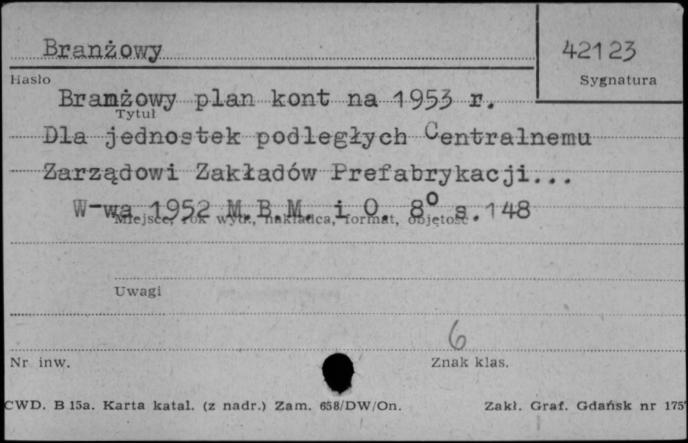 Branżowy
42123
Hasło
Sygnatura
Branżowy plan kont na 1953 r.
Tytuł
Dla jednostek podległych Centralnemu
Zarządowi Zakładów Prefabrykacji...
W-wa 1952 M.B.M. i O. 8° s.148
Miejsce, rok wyd., nakładca, format, objętość
Uwagi
6
Nr inw.
Znak klas.
CWD. B 15a. Karta katal. (z nadr.) Zam. 658/DW/On.
Zakł. Graf. Gdańsk nr 175